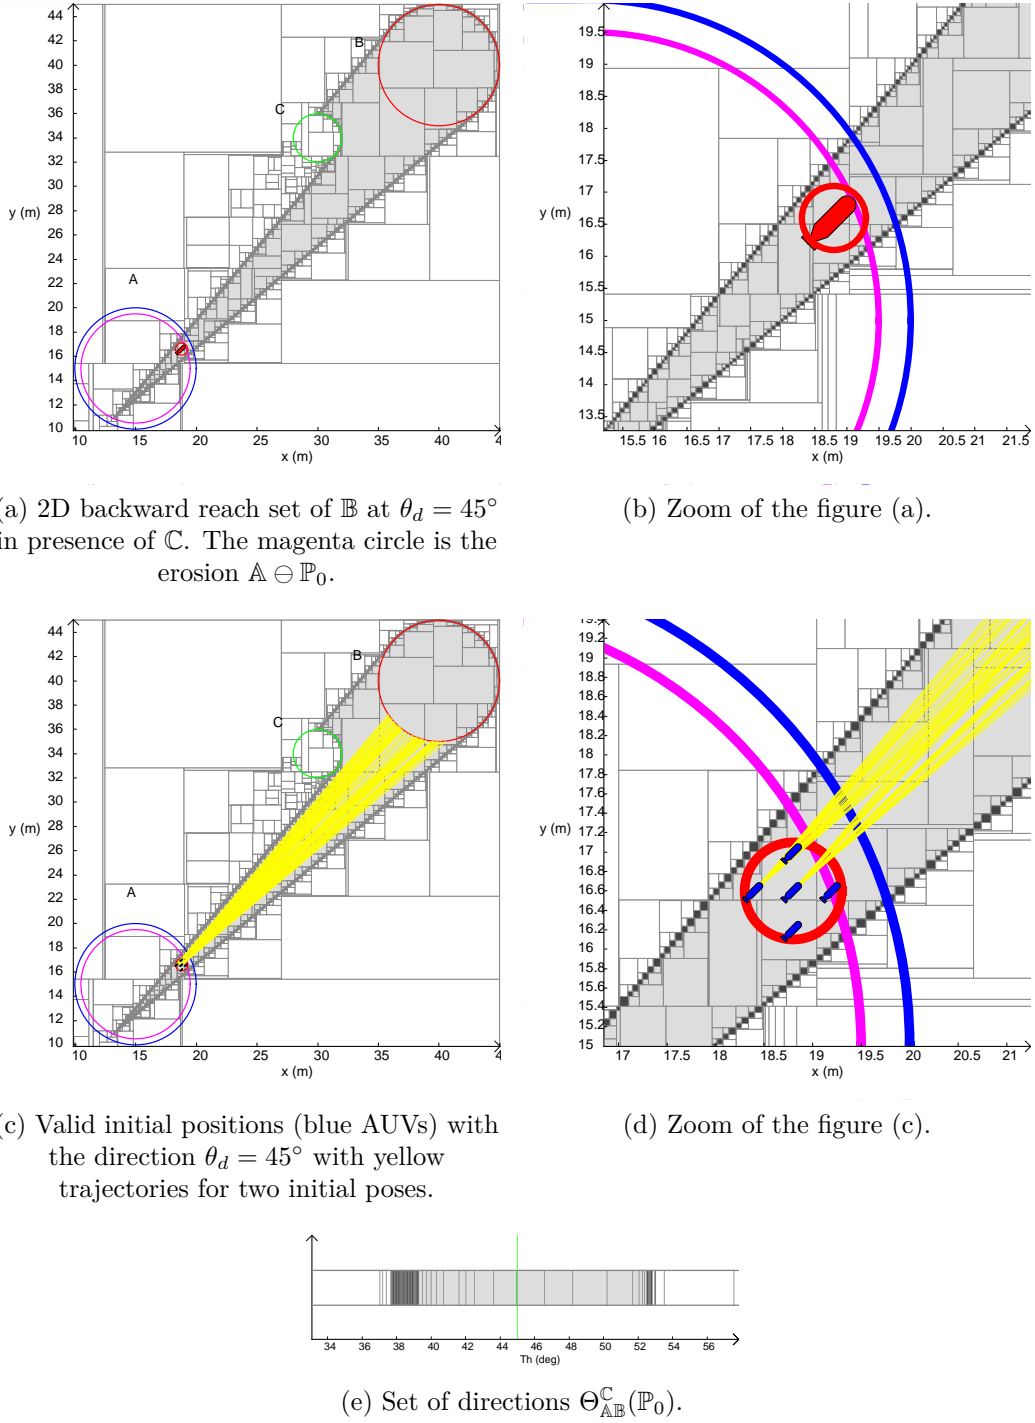 44
42
40
38
36
34
32
30
28
26
24
22
20
18
16
14
12
10
y (m)
A
B
C
10 15 20 25 30 35 40 45
x (m)
19.5
19
18.5
18
17.5
17
16.5
16
15.5
15
14.5
14
13.5
y (m)
15.5 16 16.5 17 17.5 18 18.5 19 19.5 20 20.5 21 21.5
x (m)
(a) 2D backward reach set of 𝔹 at θd = 45°
in presence of ℂ. The magenta circle is the
erosion 𝔸 ⊖ ℙ0.
(b) Zoom of the figure (a).
44
42
40
38
36
34
32
30
28
26
24
22
20
18
16
14
12
10
y (m)
A
B
C
10 15 20 25 30 35 40
x (m)
19.2
19
18.8
18.6
18.4
18.2
18
17.8
17.6
17.4
17.2
17
16.8
16.6
16.4
16.2
16
15.8
15.6
15.4
15.2
15
y (m)
17 17.5 18 18.5 19 19.5 20 20.5 21
x (m)
(c) Valid initial positions (blue AUVs) with
the direction θd = 45° with yellow
trajectories for two initial poses.
(d) Zoom of the figure (c).
34 36 38 40 42 44 46 48 50 52 54 56
Th (deg)
(e) Set of directions Θ^ℂ_𝔸𝔹(ℙ0).